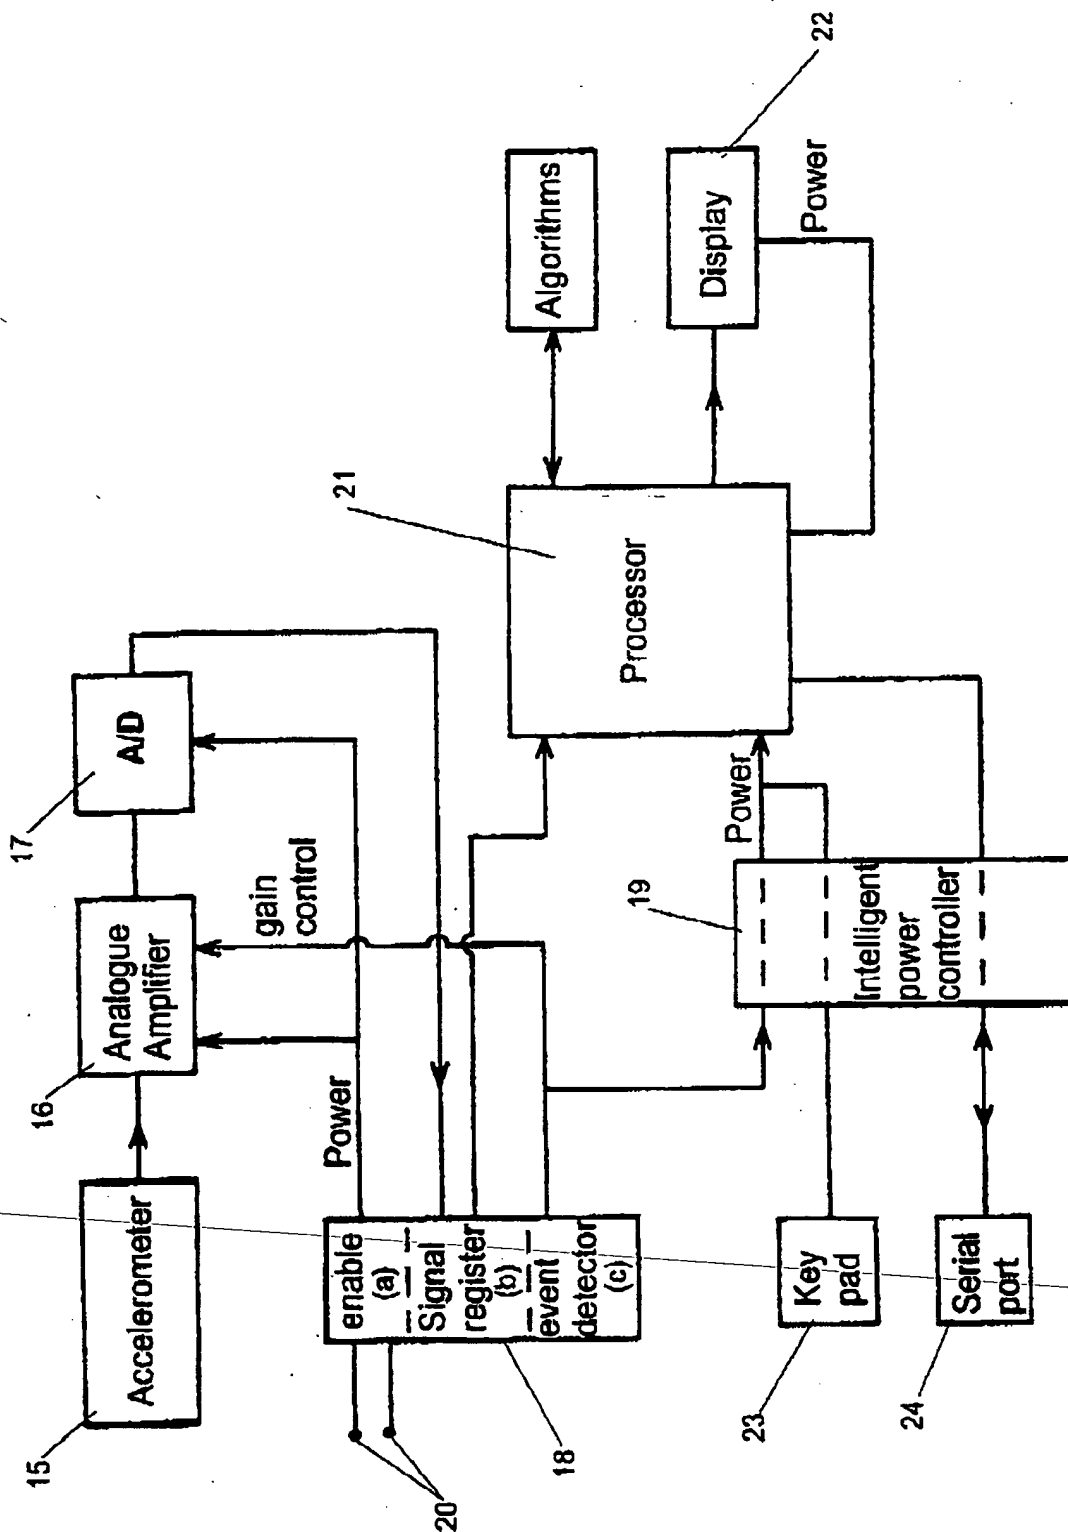 15
Accelerometer
16
Analogue
Amplifier
17
A/D
gain
control
Power
enable
(a)
Signal
register
(b)
event
detector
(c)
20
18
21
Processor
Algorithms
Display
22
Power
Power
19
Intelligent
power
controller
Key
pad
23
Serial
port
24